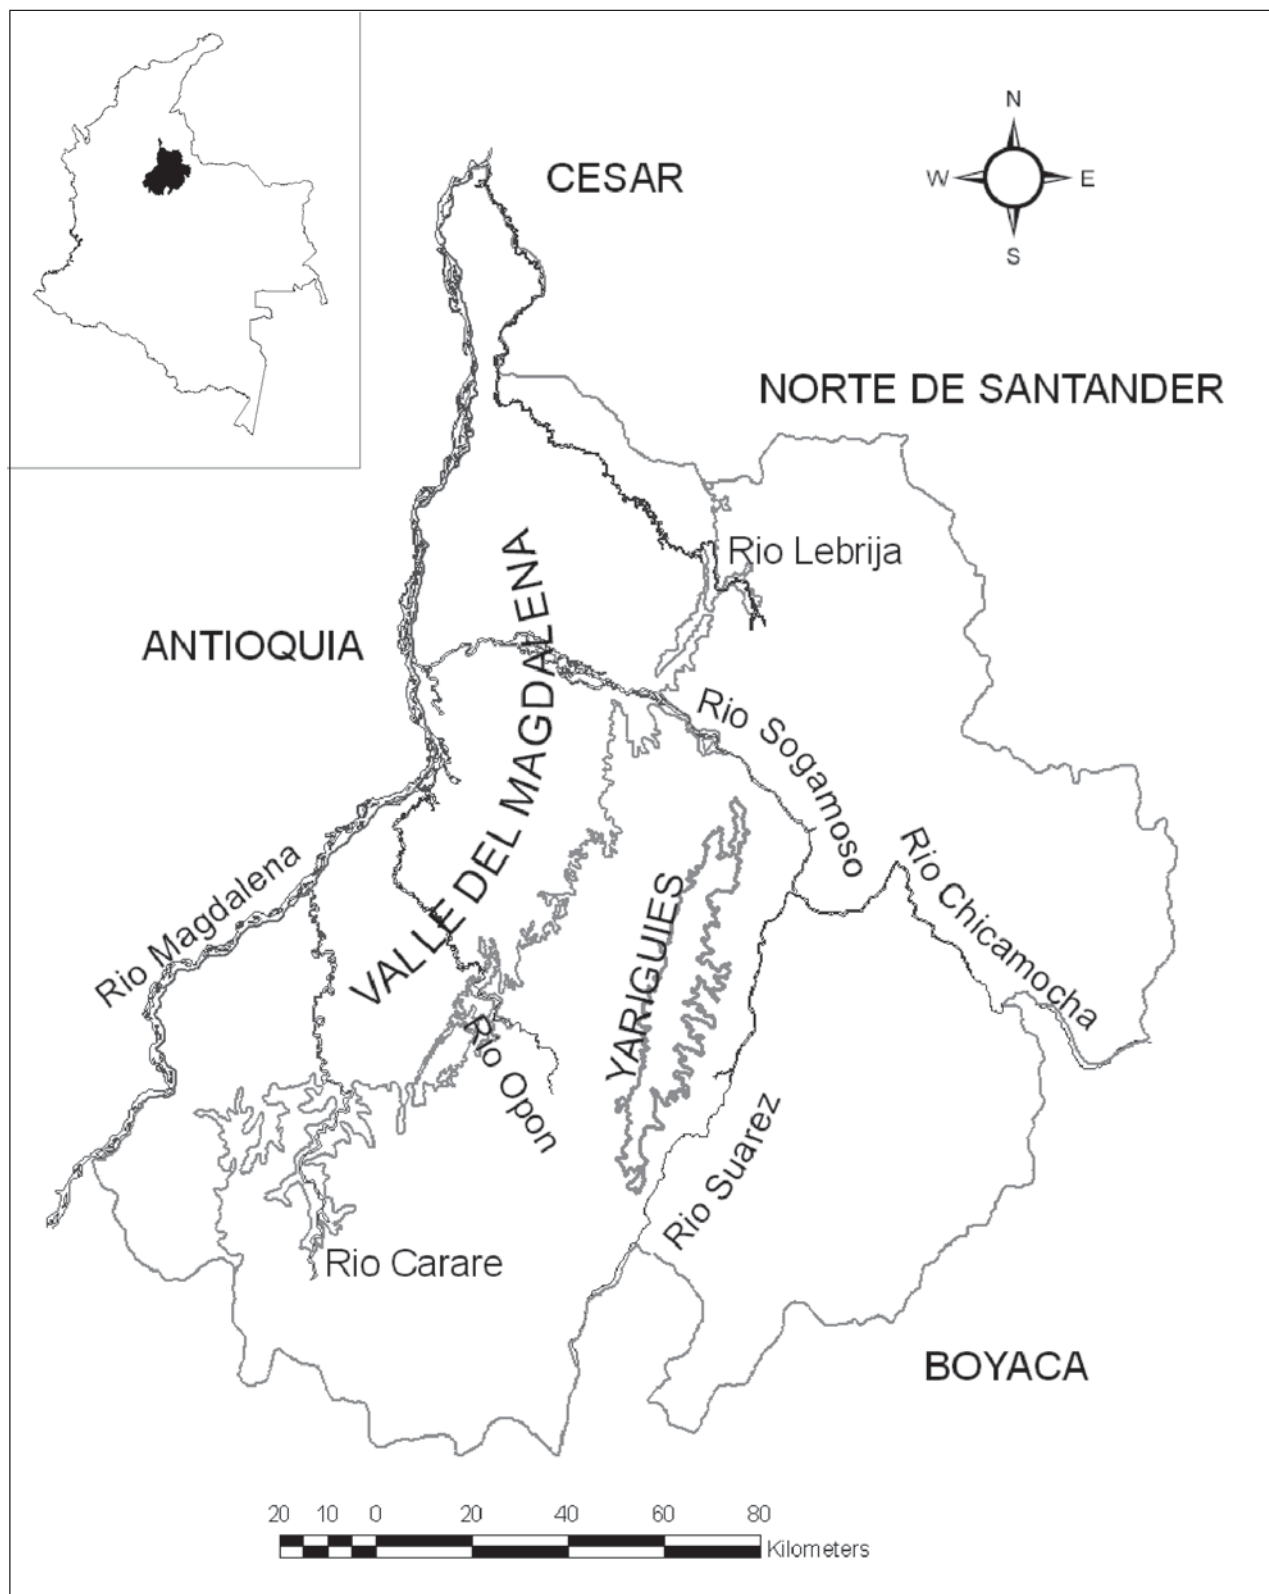 N
CESAR
W
E
S
NORTE DE SANTANDER
Rio Lebrija
VALLE DEL MAGDALENA
ANTIOQUIA
Rio Sogamoso
Rio Magdalena
Rio Chicamocha
YARIGUIES
Rio Opon
Rio Suarez
Rio Carare
BOYACA
20 10 0 20 40 60 80
Kilometers